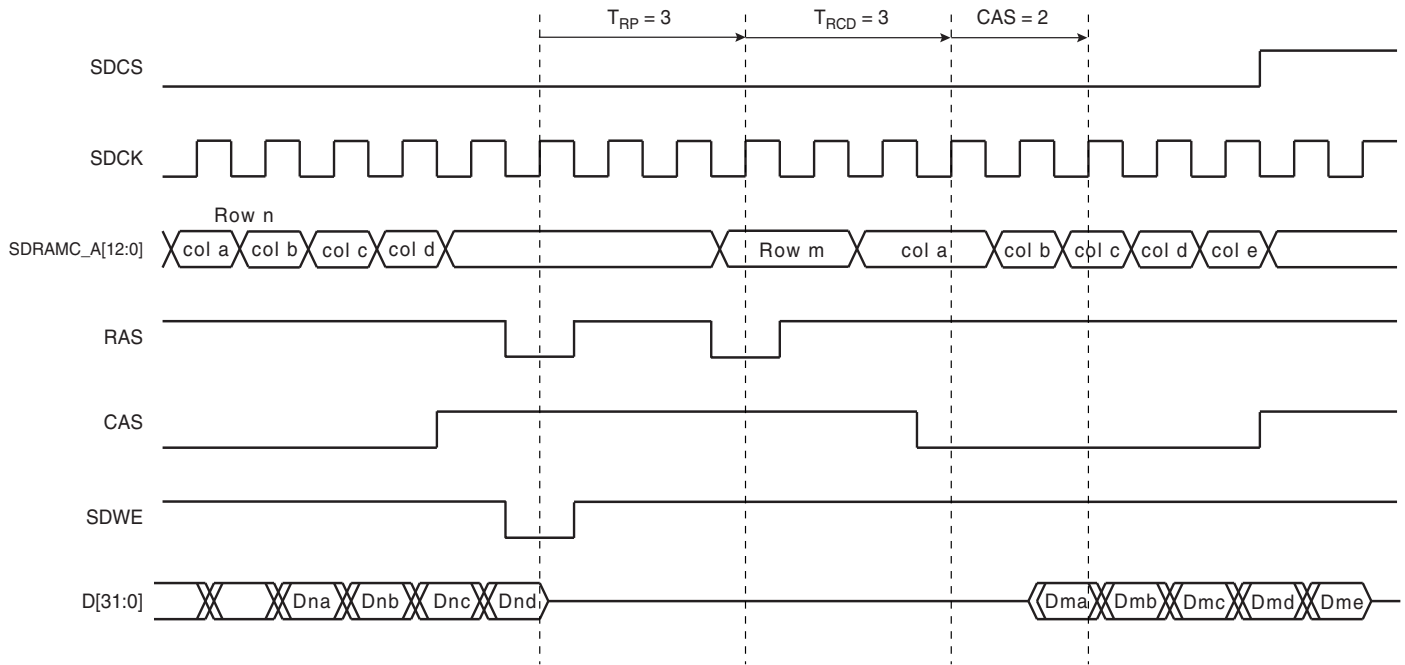 T_RP = 3 T_RCD = 3 CAS = 2
SDCS
SDCK
Row n
SDRAMC_A[12:0] col a col b col c col d Row m col a col b col c col d col e
RAS
CAS
SDWE
D[31:0] Dna Dnb Dnc Dnd Dma Dmb Dmc Dmd Dme